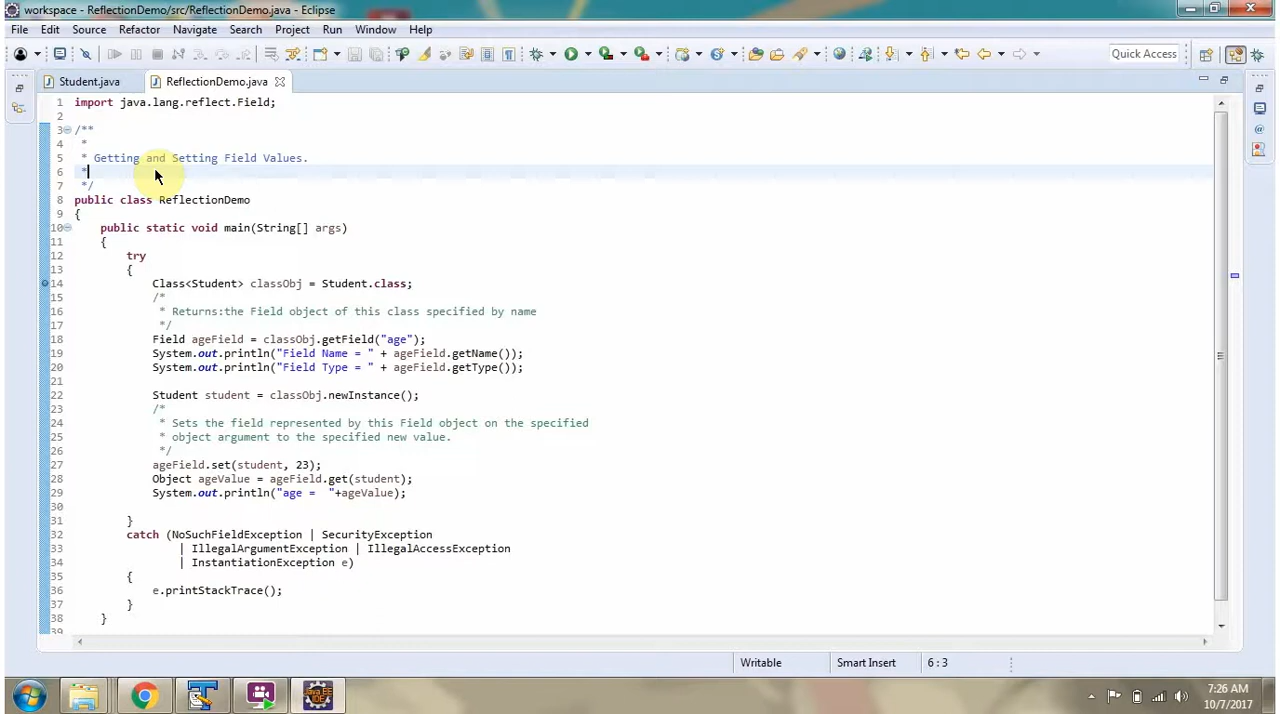 workspace - ReflectionDemo/src/ReflectionDemo.java - Eclipse
File Edit Source Refactor Navigate Search Project Run Window Help
Quick Access
Student.java ReflectionDemo.java
1 import java.lang.reflect.Field;
2
3 /**
4 *
5 * Getting and Setting Field Values.
6 *
7 */
8 public class ReflectionDemo
9 {
10 public static void main(String[] args)
11 {
12 try
13 {
14 Class<Student> classObj = Student.class;
15 /*
16 * Returns:the Field object of this class specified by name
17 */
18 Field ageField = classObj.getField("age");
19 System.out.println("Field Name = " + ageField.getName());
20 System.out.println("Field Type = " + ageField.getType());
21
22 Student student = classObj.newInstance();
23 /*
24 * Sets the field represented by this Field object on the specified
25 * object argument to the specified new value.
26 */
27 ageField.set(student, 23);
28 Object ageValue = ageField.get(student);
29 System.out.println("age =  "+ageValue);
30
31 }
32 catch (NoSuchFieldException | SecurityException
33 | IllegalArgumentException | IllegalAccessException
34 | InstantiationException e)
35 {
36 e.printStackTrace();
37 }
38 }
39
Writable Smart Insert 6 : 3
Java EE
IDE
7:26 AM
10/7/2017